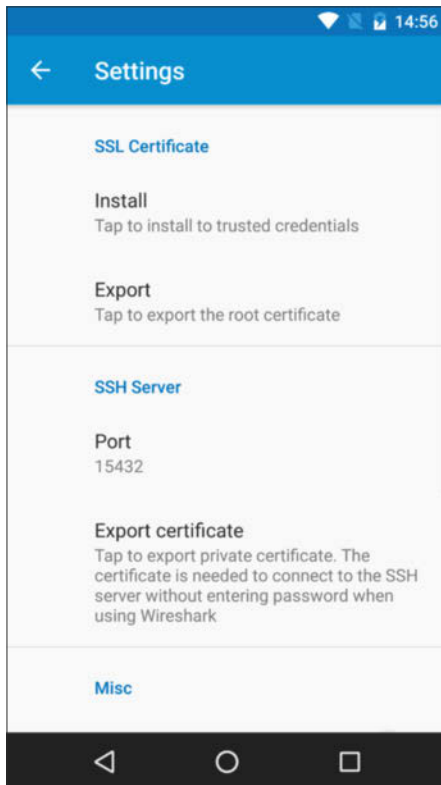 14:56
Settings
SSL Certificate
Install
Tap to install to trusted credentials
Export
Tap to export the root certificate
SSH Server
Port
15432
Export certificate
Tap to export private certificate. The
certificate is needed to connect to the SSH
server without entering password when
using Wireshark
Misc